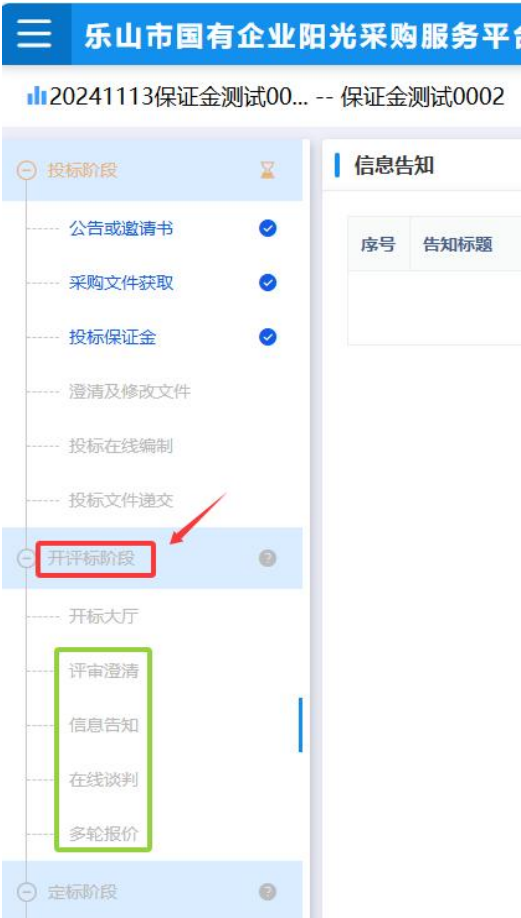 乐山市国有企业阳光采购服务平台
20241113保证金测试00... -- 保证金测试0002
投标阶段
信息告知
公告或邀请书
序号 告知标题
采购文件获取
投标保证金
澄清及修改文件
投标在线编制
投标文件递交
开评标阶段
开标大厅
评审澄清
信息告知
在线谈判
多轮报价
定标阶段